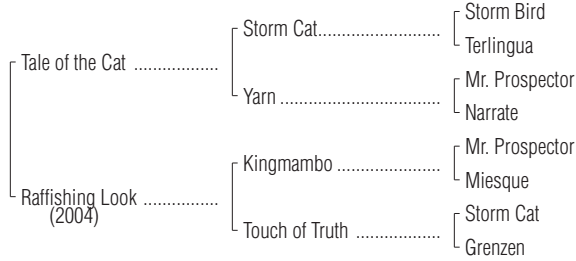 Storm Bird
Storm Cat........................
Terlingua
Tale of the Cat .................
Mr. Prospector
Yarn ................................
Narrate
Mr. Prospector
Kingmambo .....................
Miesque
Raffishing Look ...............
(2004)
Storm Cat
Touch of Truth .................
Grenzen